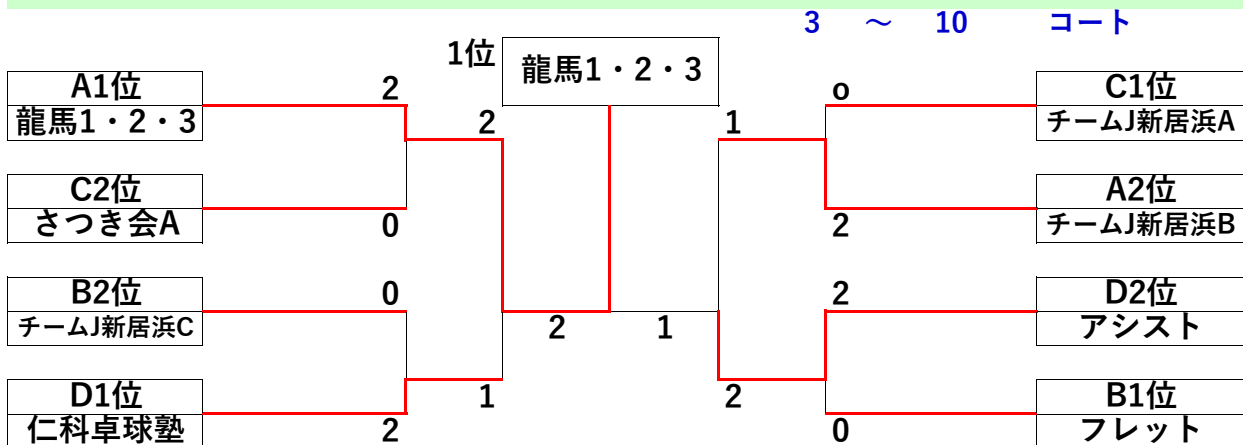 3 ～ 10 コート
1位
龍馬1・2・3
A1位
2
o
C1位
龍馬1・2・3
2
1
チームJ新居浜A
C2位
A2位
さつき会A
0
2
チームJ新居浜B
B2位
0
2
D2位
チームJ新居浜C
2
1
アシスト
D1位
1
2
B1位
仁科卓球塾
2
0
フレット